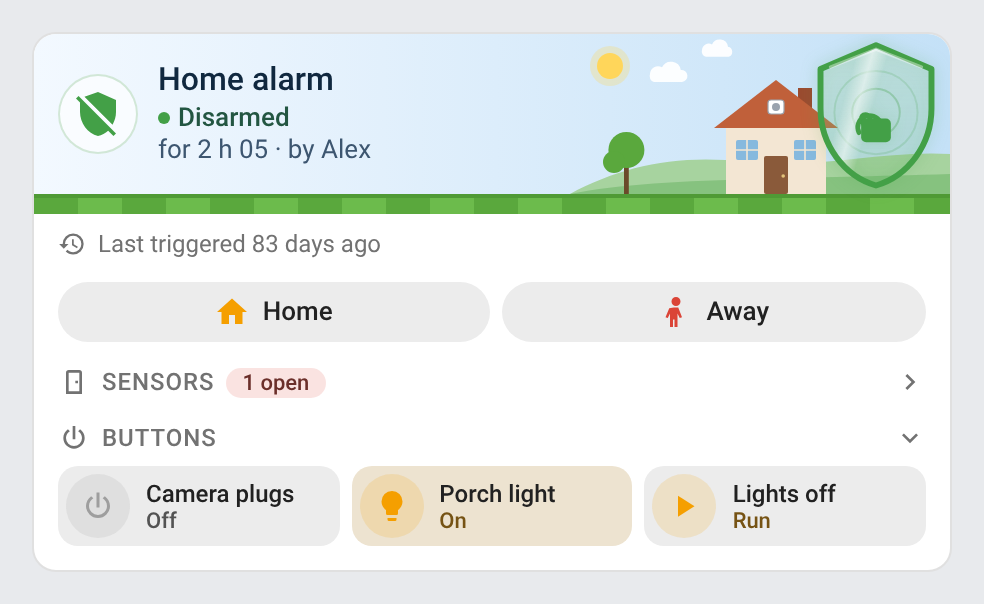 Home alarm
Disarmed
for 2 h 05 · by Alex
Last triggered 83 days ago
Home
Away
SENSORS 1 open
BUTTONS
Camera plugs
Off
Porch light
On
Lights off
Run